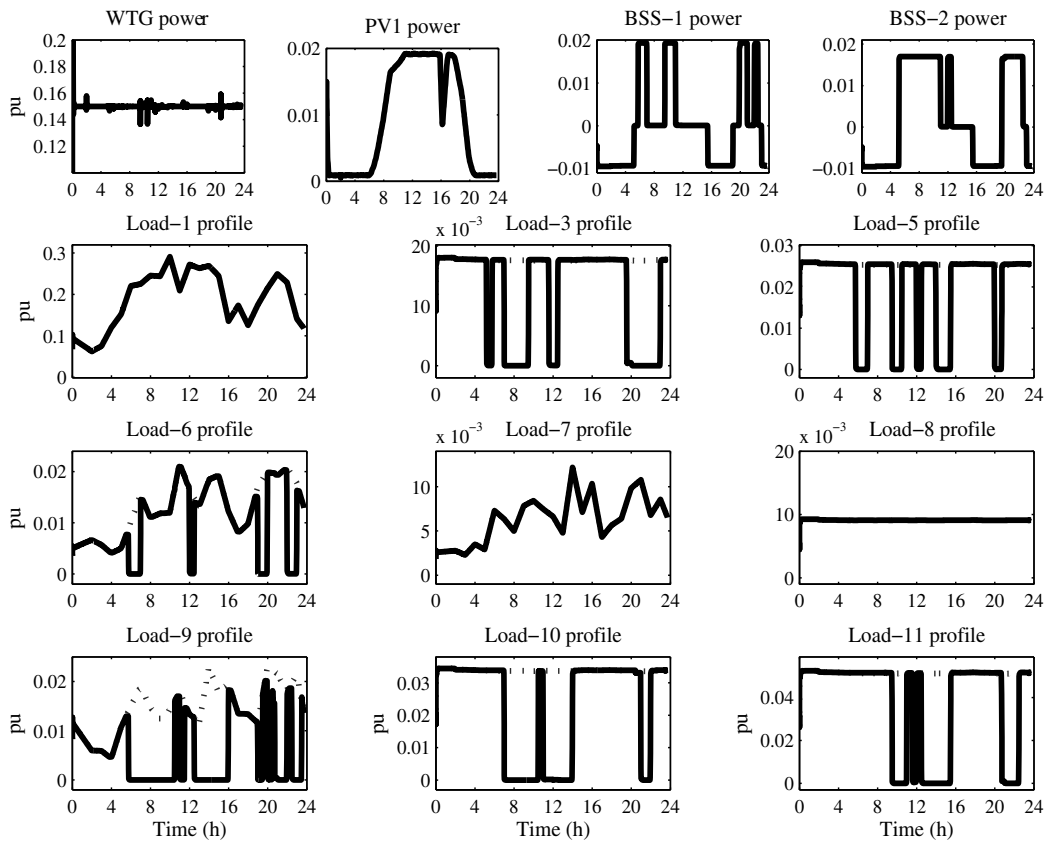 WTG power
PV1 power
BSS−1 power
BSS−2 power
0.2
0.16
0.14
0.12
pu
0 4 8 12 16 20 24
0.02
0.01
0
0 4 8 12 16 20 24
0.02
0.01
0
−0.01
0 4 8 12 16 20 24
0.02
0.01
0
−0.01
0 4 8 12 16 20 24
Load−1 profile
0.3
0.2
0.1
0
pu
0 4 8 12 16 20 24
Load−3 profile
x 10⁻³
20
10
0
0 4 8 12 16 20 24
Load−5 profile
0.03
0.02
0.01
0
0 4 8 12 16 20 24
Load−6 profile
0.02
0.01
0
pu
0 4 8 12 16 20 24
Load−7 profile
x 10⁻³
10
5
0
0 4 8 12 16 20 24
Load−8 profile
x 10⁻³
20
10
0
0 4 8 12 16 20 24
Load−9 profile
0.02
0.01
0
pu
0 4 8 12 16 20 24
Time (h)
Load−10 profile
0.03
0.02
0.01
0
pu
0 4 8 12 16 20 24
Time (h)
Load−11 profile
0.04
0.02
0
pu
0 4 8 12 16 20 24
Time (h)